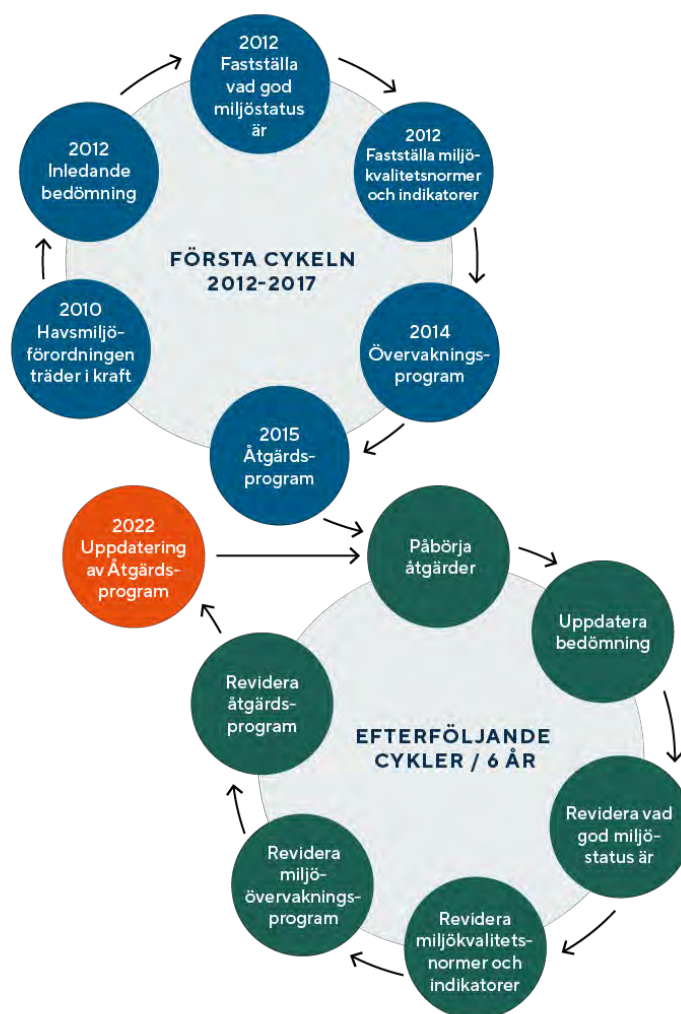 2012
Fastställa
vad god
miljöstatus
är
2012
Fastställa miljö-
kvalitetsnormer
och indikatorer
2012
Inledande
bedömning
FÖRSTA CYKELN
2012-2017
2010
Havsmiljö-
förordningen
träder i kraft
2014
Övervaknings-
program
2015
Åtgärds-
program
2022
Uppdatering
av Åtgärds-
program
Påbörja
åtgärder
Uppdatera
bedömning
Revidera
åtgärds-
program
EFTERFÖLJANDE
CYKLER / 6 ÅR
Revidera vad
god miljö-
status är
Revidera
miljö-
övervaknings-
program
Revidera
miljökvalitets-
normer och
indikatorer